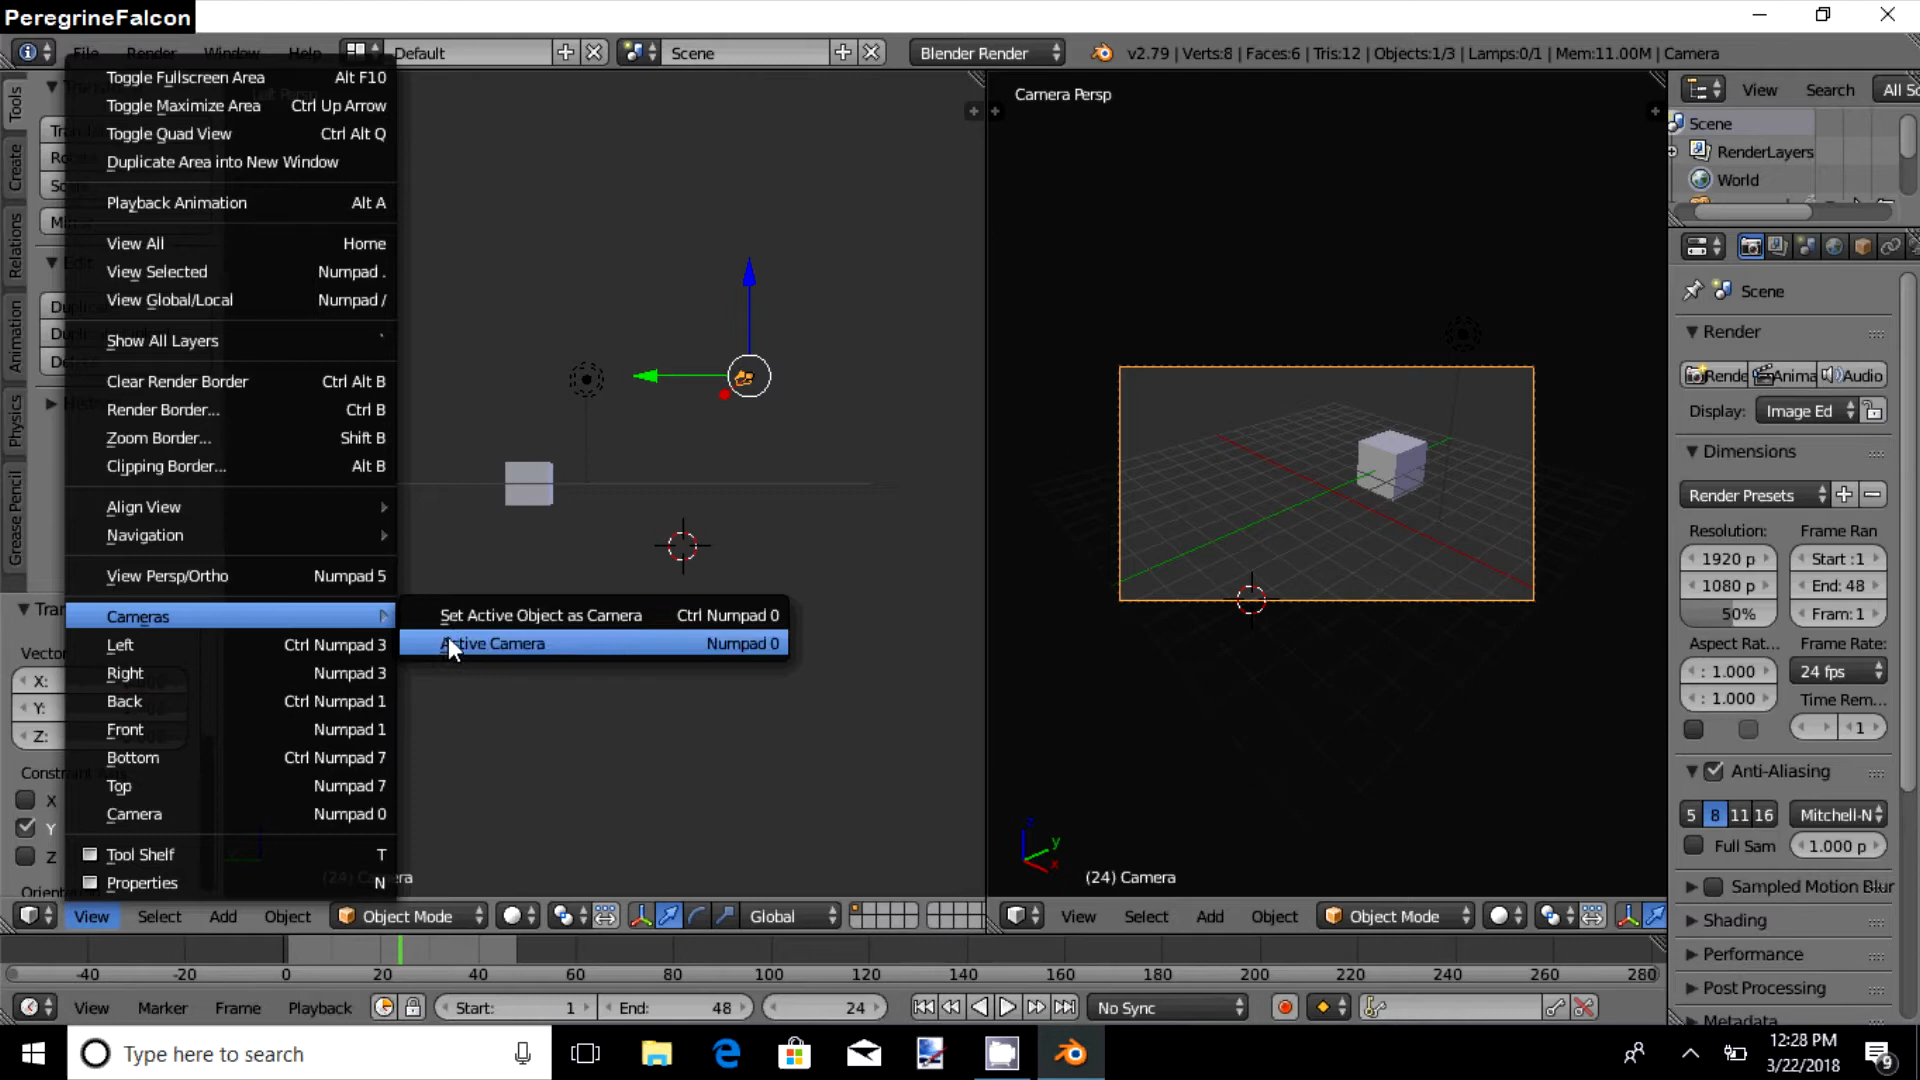 PeregrineFalcon
File Render Window Help Default Scene Blender Render v2.79 | Verts:8 | Faces:6 | Tris:12 | Objects:1/3 | Lamps:0/1 | Mem:11.00M | Camera
Toggle Fullscreen Area Alt F10
Toggle Maximize Area Ctrl Up Arrow
Toggle Quad View Ctrl Alt Q
Duplicate Area into New Window
Playback Animation Alt A
View All Home
View Selected Numpad .
View Global/Local Numpad /
Show All Layers `
Clear Render Border Ctrl Alt B
Render Border... Ctrl B
Zoom Border... Shift B
Clipping Border... Alt B
Align View
Navigation
View Persp/Ortho Numpad 5
Cameras
Left Ctrl Numpad 3
Right Numpad 3
Back Ctrl Numpad 1
Front Numpad 1
Bottom Ctrl Numpad 7
Top Numpad 7
Camera Numpad 0
Tool Shelf T
Properties N
Set Active Object as Camera Ctrl Numpad 0
Active Camera Numpad 0
Tools
Create
Relations
Animation
Physics
Grease Pencil
Vector
X:
Y:
Z:
X
Y
Z
Camera Persp
(24) Camera
View Search All Sc
Scene
RenderLayers
World
Scene
Render
Rende Anima Audio
Display: Image Ed
Dimensions
Render Presets
Resolution: Frame Ran
1920 p Start :1
1080 p End: 48
50% Fram: 1
Aspect Rat... Frame Rate:
: 1.000 24 fps
: 1.000 Time Rem...
1
Anti-Aliasing
5 8 11 16 Mitchell-N
Full Sam 1.000 p
Sampled Motion Blur
Shading
Performance
Post Processing
Metadata
z
y
x
View Select Add Object Object Mode Global
View Select Add Object Object Mode
-40 -20 0 20 40 60 80 100 120 140 160 180 200 220 240 260 280
View Marker Frame Playback Start: 1 End: 48 24 No Sync
Type here to search
12:28 PM
3/22/2018
9